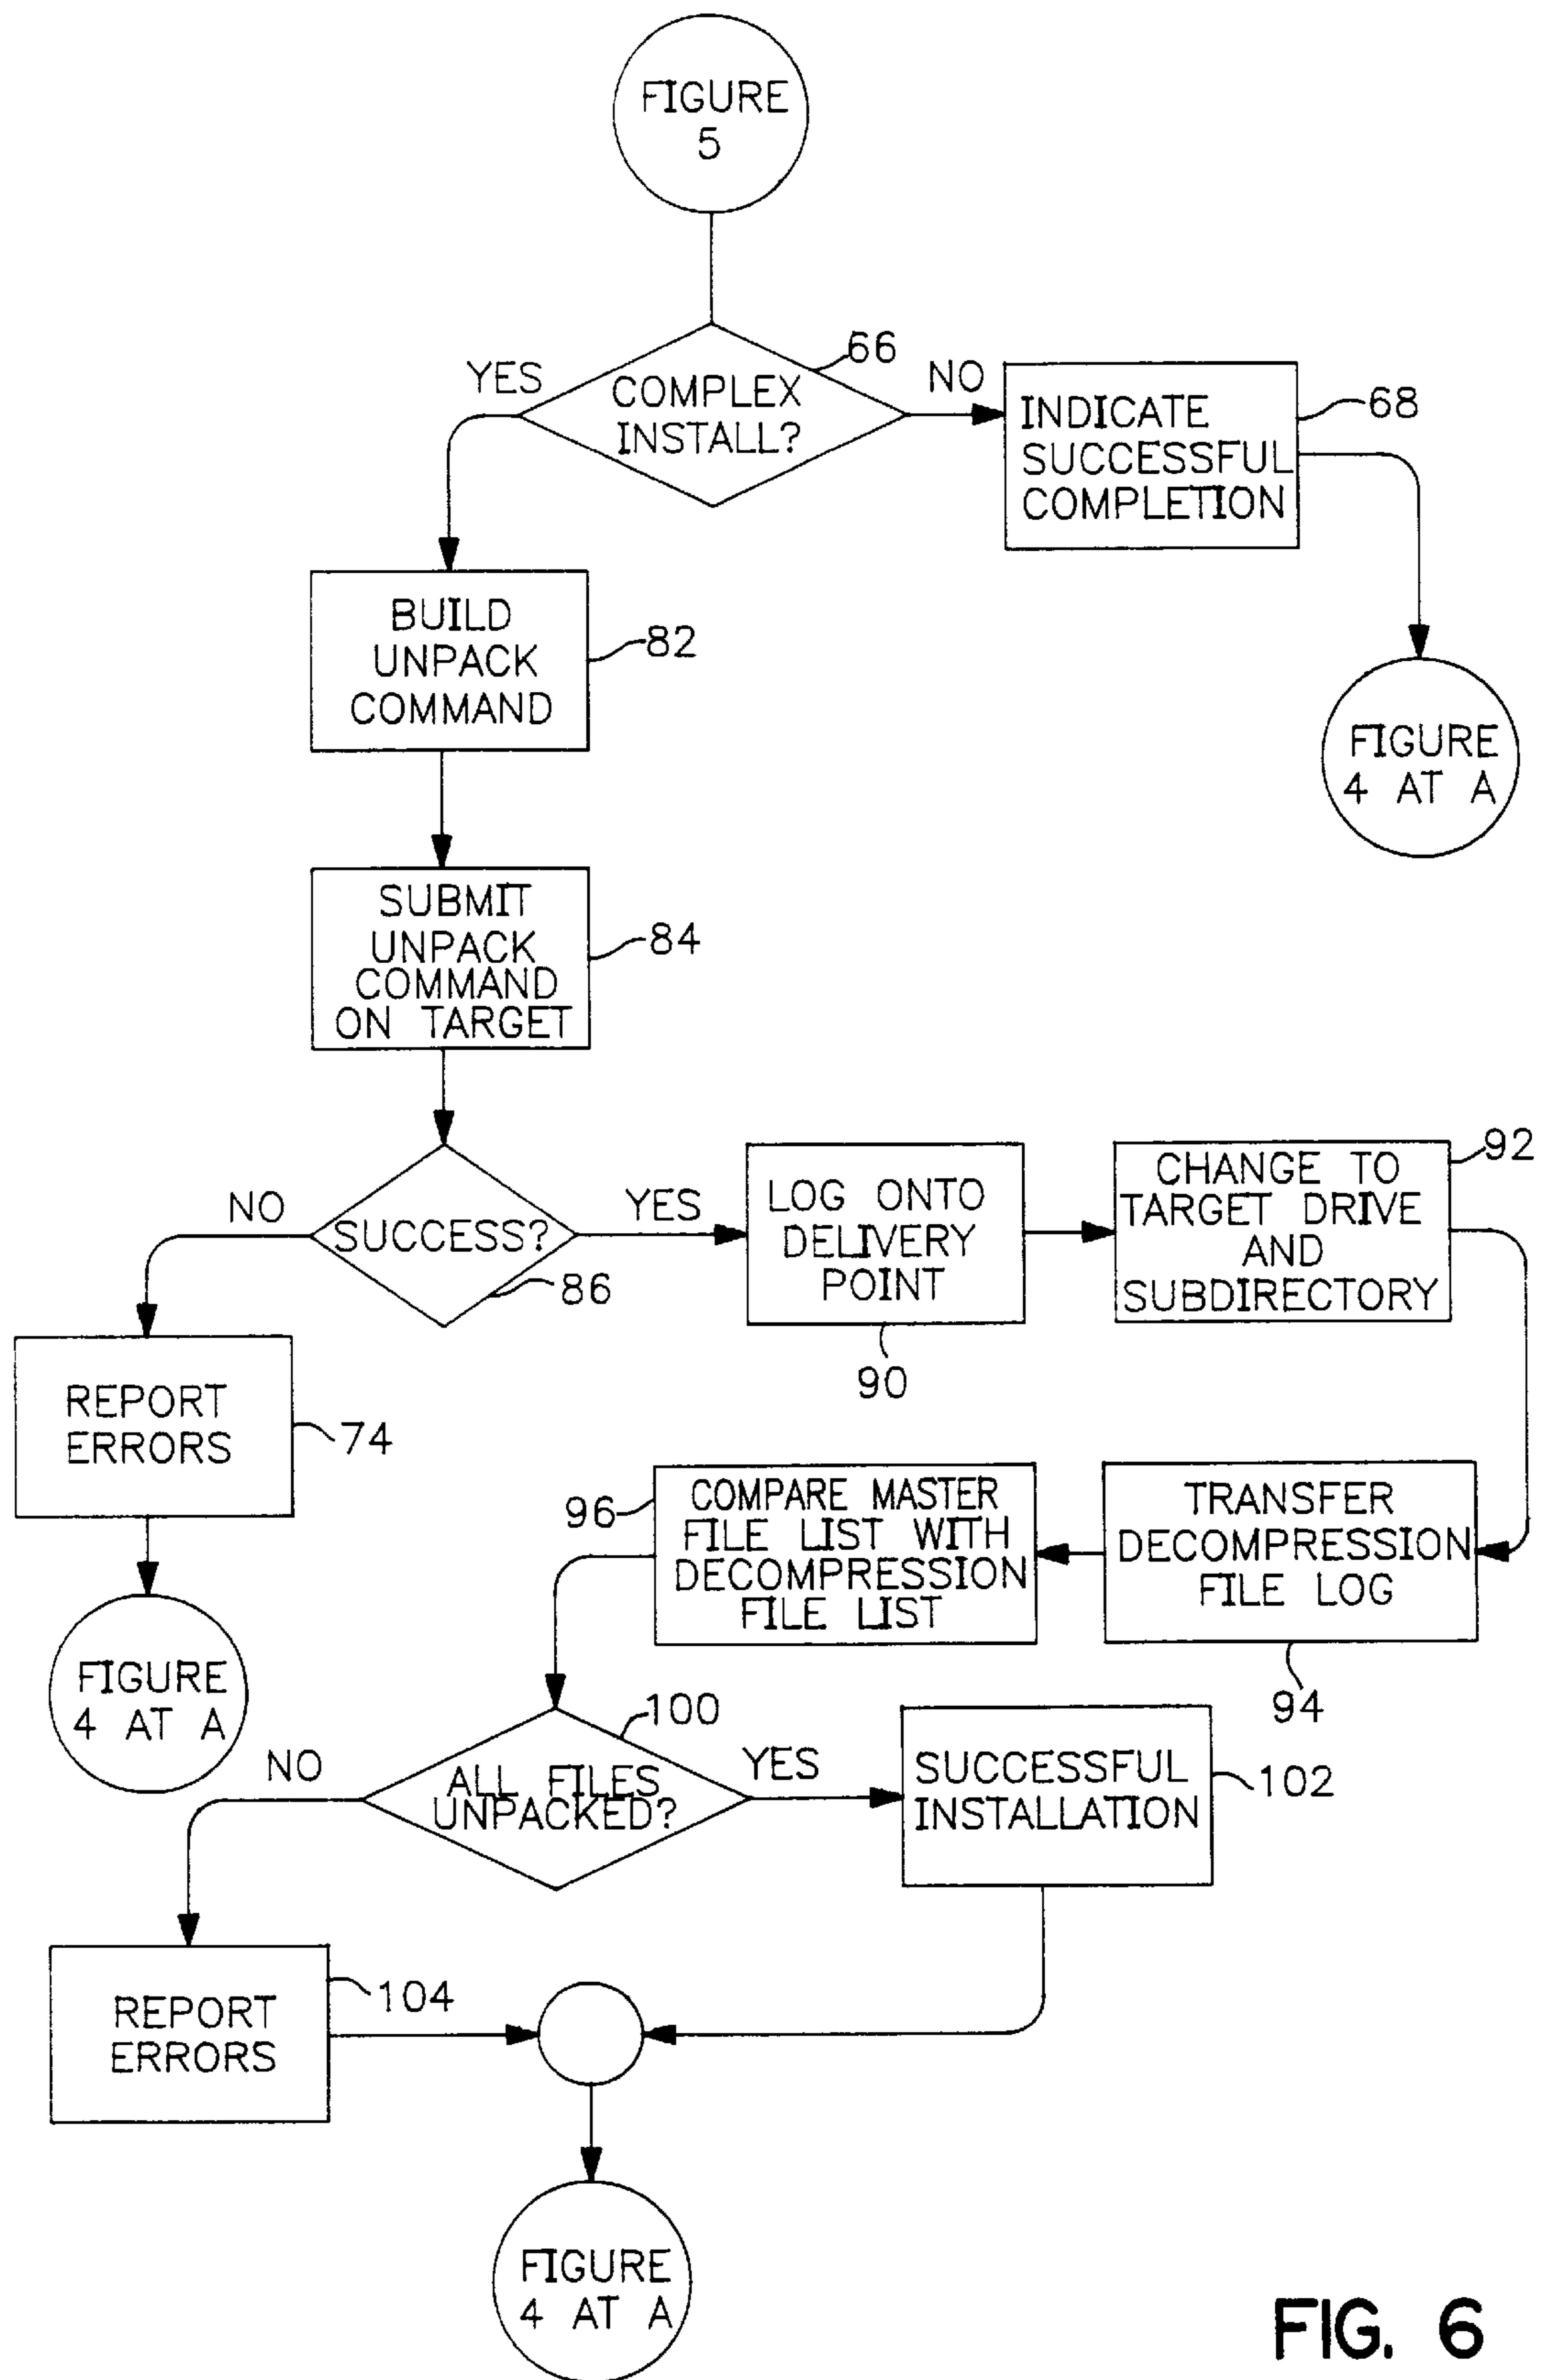 FIGURE
5
66
YES
COMPLEX
INSTALL?
NO
INDICATE
SUCCESSFUL
COMPLETION
68
BUILD
UNPACK
COMMAND
82
FIGURE
4 AT A
SUBMIT
UNPACK
COMMAND
ON TARGET
84
NO
SUCCESS?
86
YES
LOG ONTO
DELIVERY
POINT
90
CHANGE TO
TARGET DRIVE
AND
SUBDIRECTORY
92
REPORT
ERRORS
74
FIGURE
4 AT A
96
COMPARE MASTER
FILE LIST WITH
DECOMPRESSION
FILE LIST
TRANSFER
DECOMPRESSION
FILE LOG
94
100
NO
ALL FILES
UNPACKED?
YES
SUCCESSFUL
INSTALLATION
102
REPORT
ERRORS
104
FIGURE
4 AT A
FIG. 6